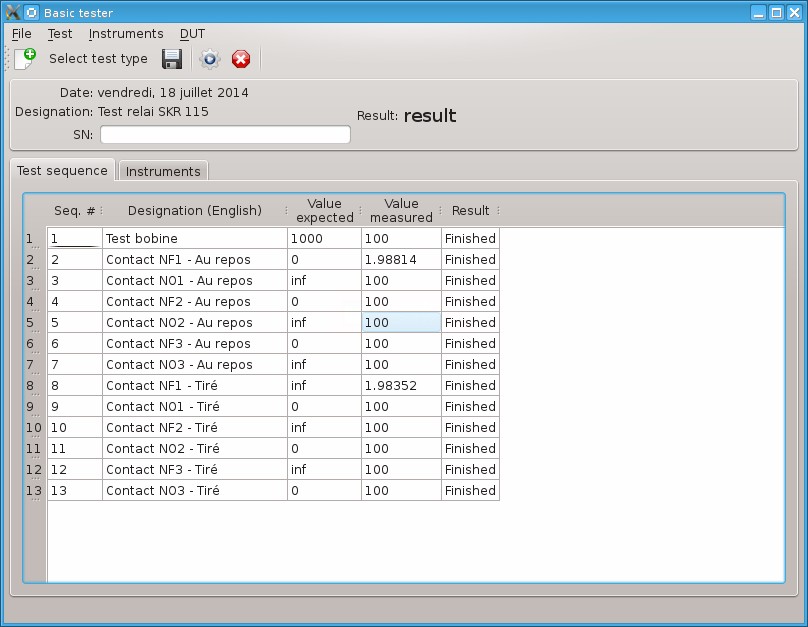 Basic tester
File Test Instruments DUT
Select test type
Date: vendredi, 18 juillet 2014
Designation: Test relai SKR 115
Result: result
SN:
Test sequence Instruments
Seq. # Designation (English) Value expected Value measured Result
1 1 Test bobine 1000 100 Finished
2 2 Contact NF1 - Au repos 0 1.98814 Finished
3 3 Contact NO1 - Au repos inf 100 Finished
4 4 Contact NF2 - Au repos 0 100 Finished
5 5 Contact NO2 - Au repos inf 100 Finished
6 6 Contact NF3 - Au repos 0 100 Finished
7 7 Contact NO3 - Au repos inf 100 Finished
8 8 Contact NF1 - Tiré inf 1.98352 Finished
9 9 Contact NO1 - Tiré 0 100 Finished
10 10 Contact NF2 - Tiré inf 100 Finished
11 11 Contact NO2 - Tiré 0 100 Finished
12 12 Contact NF3 - Tiré inf 100 Finished
13 13 Contact NO3 - Tiré 0 100 Finished